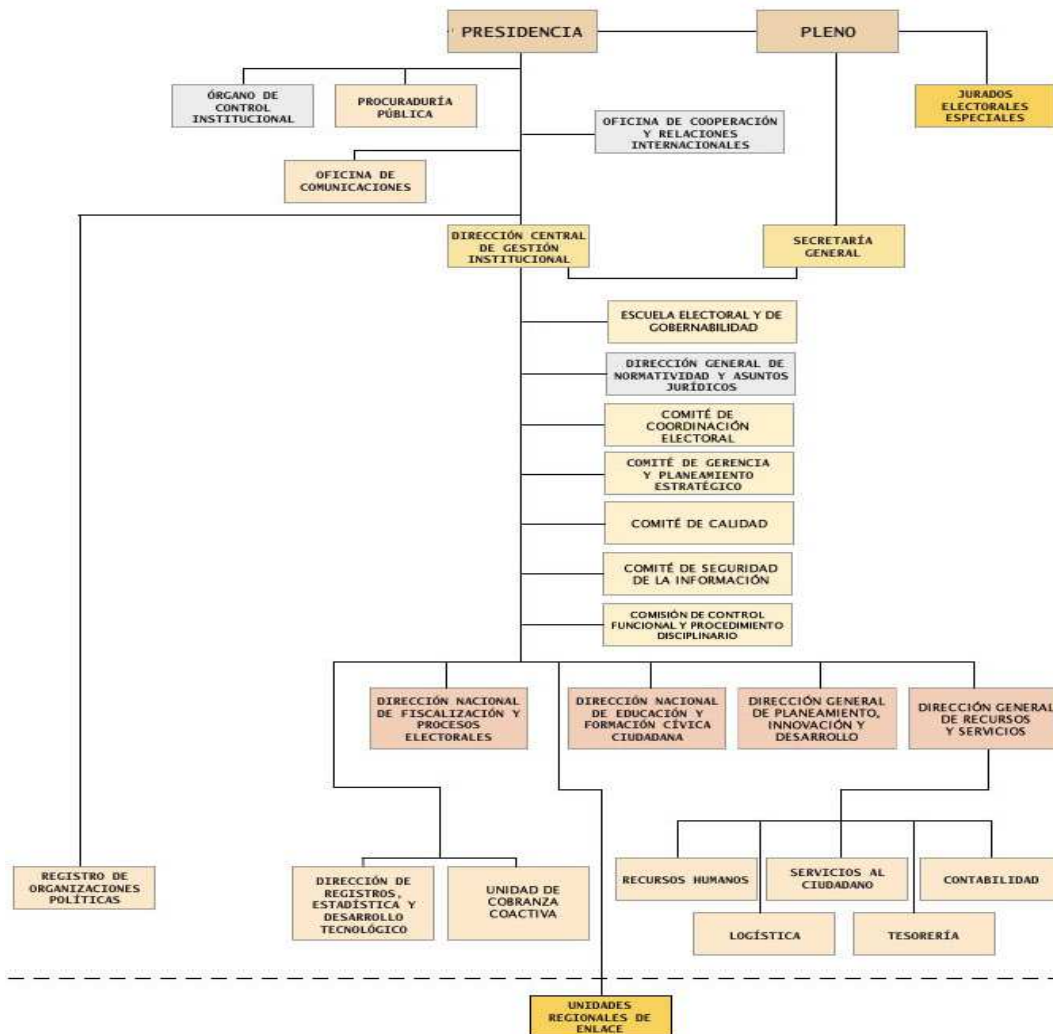 PRESIDENCIA
PLENO
ÓRGANO DE
CONTROL
INSTITUCIONAL
PROCURADURÍA
PÚBLICA
JURADOS
ELECTORALES
ESPECIALES
OFICINA DE COOPERACIÓN
Y RELACIONES
INTERNACIONALES
OFICINA DE
COMUNICACIONES
DIRECCIÓN CENTRAL
DE GESTIÓN
INSTITUCIONAL
SECRETARÍA
GENERAL
ESCUELA ELECTORAL Y DE
GOBERNABILIDAD
DIRECCIÓN GENERAL DE
NORMATIVIDAD Y ASUNTOS
JURÍDICOS
COMITÉ DE
COORDINACIÓN
ELECTORAL
COMITÉ DE GERENCIA
Y PLANEAMIENTO
ESTRATÉGICO
COMITÉ DE CALIDAD
COMITÉ DE SEGURIDAD
DE LA INFORMACIÓN
COMISIÓN DE CONTROL
FUNCIONAL Y PROCEDIMIENTO
DISCIPLINARIO
DIRECCIÓN NACIONAL
DE FISCALIZACIÓN Y
PROCESOS
ELECTORALES
DIRECCIÓN NACIONAL
DE EDUCACIÓN Y
FORMACIÓN CÍVICA
CIUDADANA
DIRECCIÓN GENERAL
DE PLANEAMIENTO,
INNOVACIÓN Y
DESARROLLO
DIRECCIÓN GENERAL
DE RECURSOS
Y SERVICIOS
REGISTRO DE
ORGANIZACIONES
POLÍTICAS
DIRECCIÓN DE
REGISTROS,
ESTADÍSTICA Y
DESARROLLO
TECNOLÓGICO
UNIDAD DE
COBRANZA
COACTIVA
RECURSOS HUMANOS
SERVICIOS AL
CIUDADANO
CONTABILIDAD
LOGÍSTICA
TESORERÍA
UNIDADES
REGIONALES DE
ENLACE